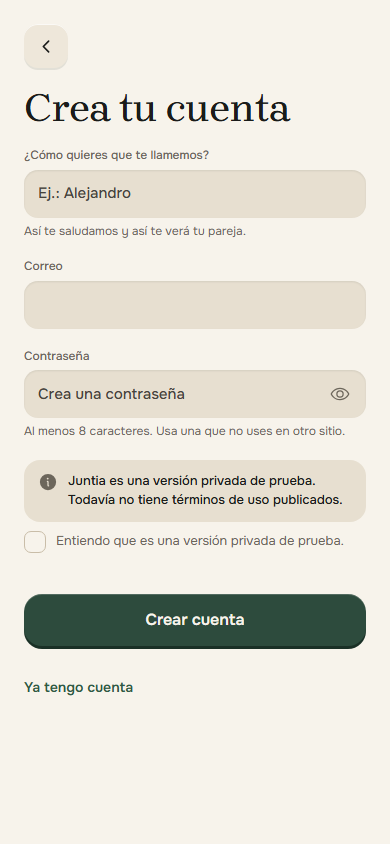 Crea tu cuenta
¿Cómo quieres que te llamemos?
Ej.: Alejandro
Así te saludamos y así te verá tu pareja.
Correo
Contraseña
Crea una contraseña
Al menos 8 caracteres. Usa una que no uses en otro sitio.
Juntia es una versión privada de prueba.
Todavía no tiene términos de uso publicados.
Entiendo que es una versión privada de prueba.
Crear cuenta
Ya tengo cuenta